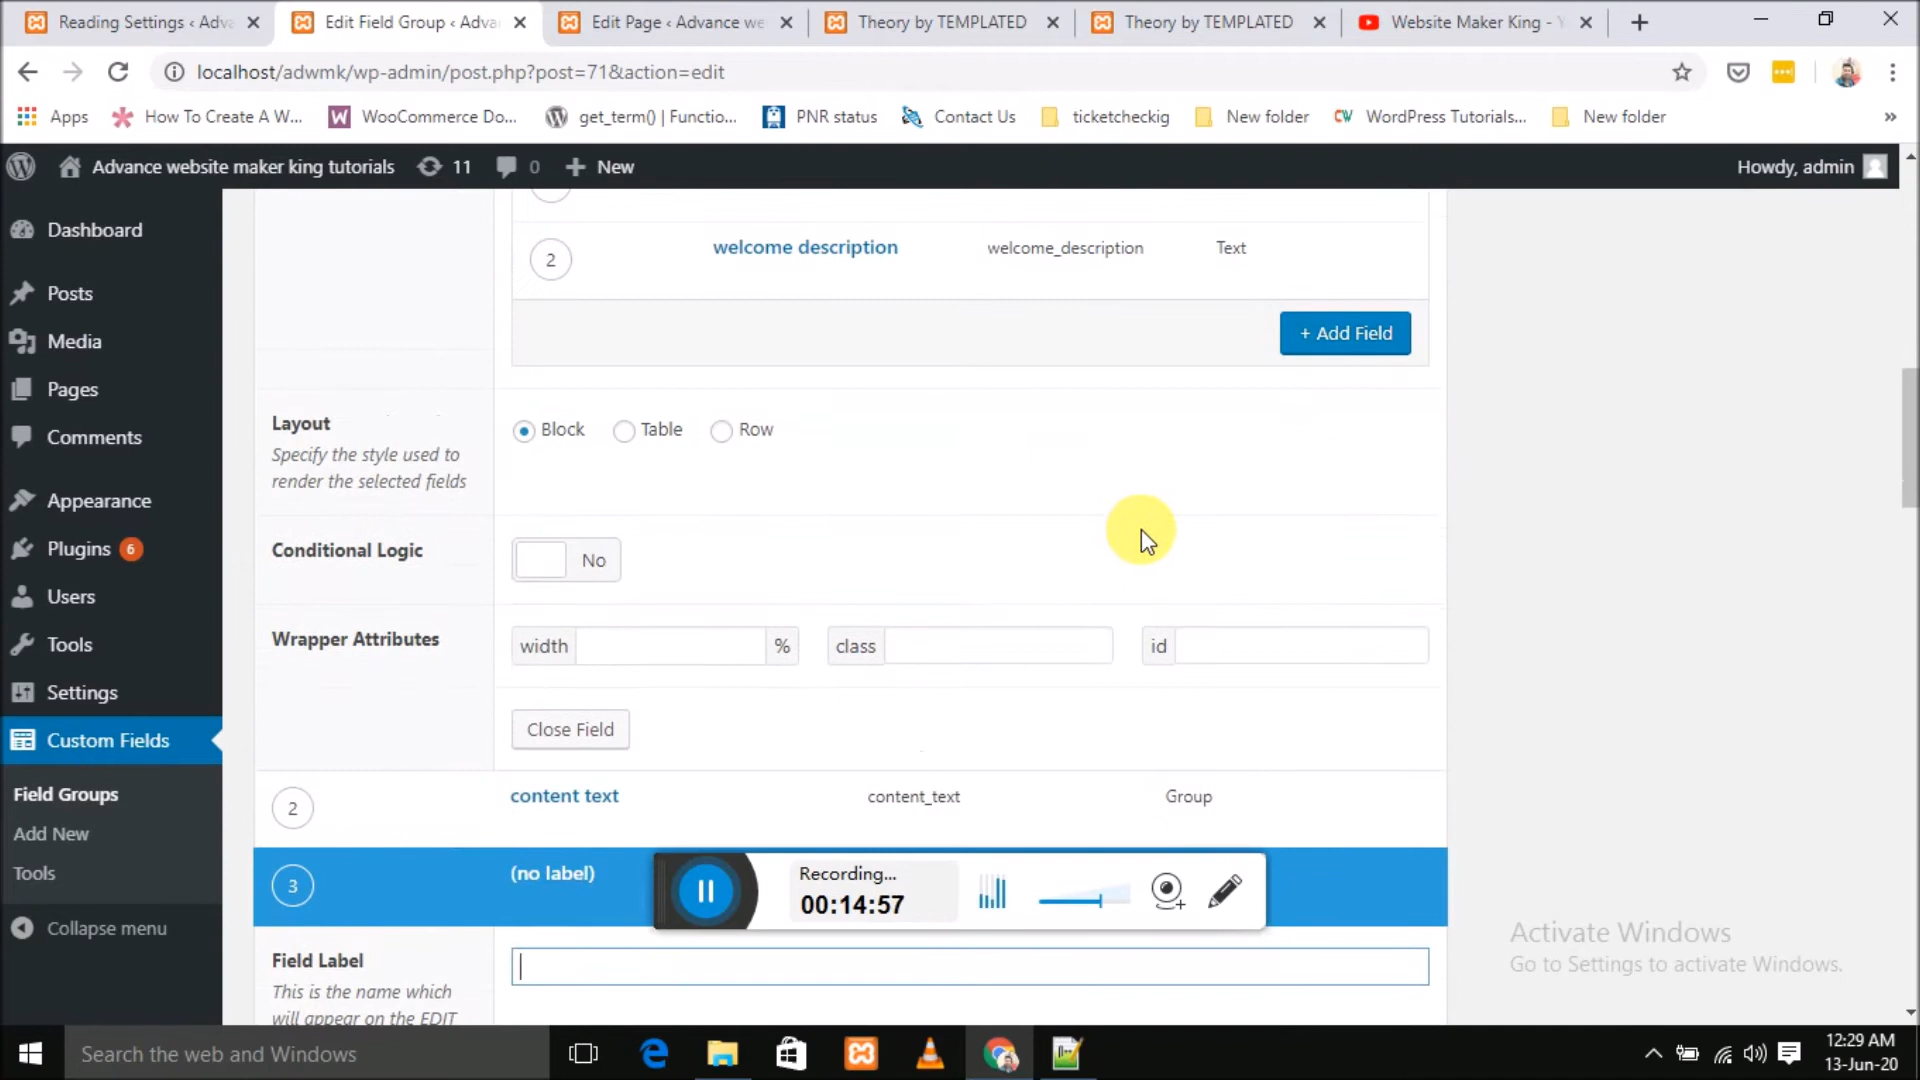 Reading Settings ‹ Adva
Edit Field Group ‹ Advan
Edit Page ‹ Advance we
Theory by TEMPLATED
Theory by TEMPLATED
Website Maker King - Y
localhost/adwmk/wp-admin/post.php?post=71&action=edit
Apps
How To Create A W...
WooCommerce Do...
get_term() | Functio...
PNR status
Contact Us
ticketcheckig
New folder
CW WordPress Tutorials...
New folder
»
Advance website maker king tutorials
11
0
New
Howdy, admin
Dashboard
Posts
Media
Pages
Comments
Appearance
Plugins 6
Users
Tools
Settings
Custom Fields
Field Groups
Add New
Tools
Collapse menu
2 welcome description welcome_description Text
+ Add Field
Layout
Specify the style used to
render the selected fields
Block Table Row
Conditional Logic
No
Wrapper Attributes
width % class id
Close Field
2 content text content_text Group
3 (no label)
Recording...
00:14:57
Field Label
This is the name which
will appear on the EDIT
Activate Windows
Go to Settings to activate Windows.
Search the web and Windows
12:29 AM
13-Jun-20